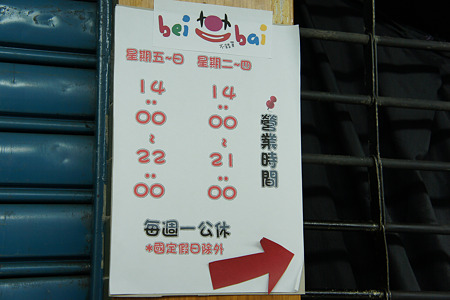 bei bai
星期五~日 星期二~四
14:00~22:00
14:00~21:00
營業時間
每週一公休
*國定假日除外